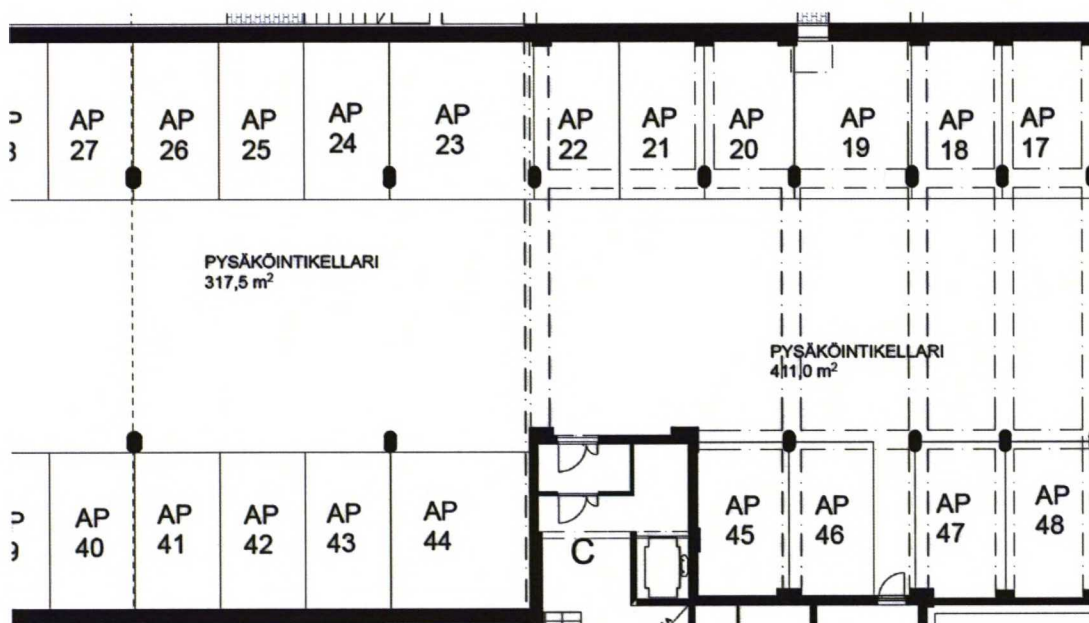 AP AP AP AP AP AP AP AP AP AP AP
27 26 25 24 23 22 21 20 19 18 17
PYSÄKÖINTIKELLARI
317,5 m²
PYSÄKÖINTIKELLARI
411,0 m²
AP AP AP AP AP AP AP AP AP
40 41 42 43 44 45 46 47 48
C